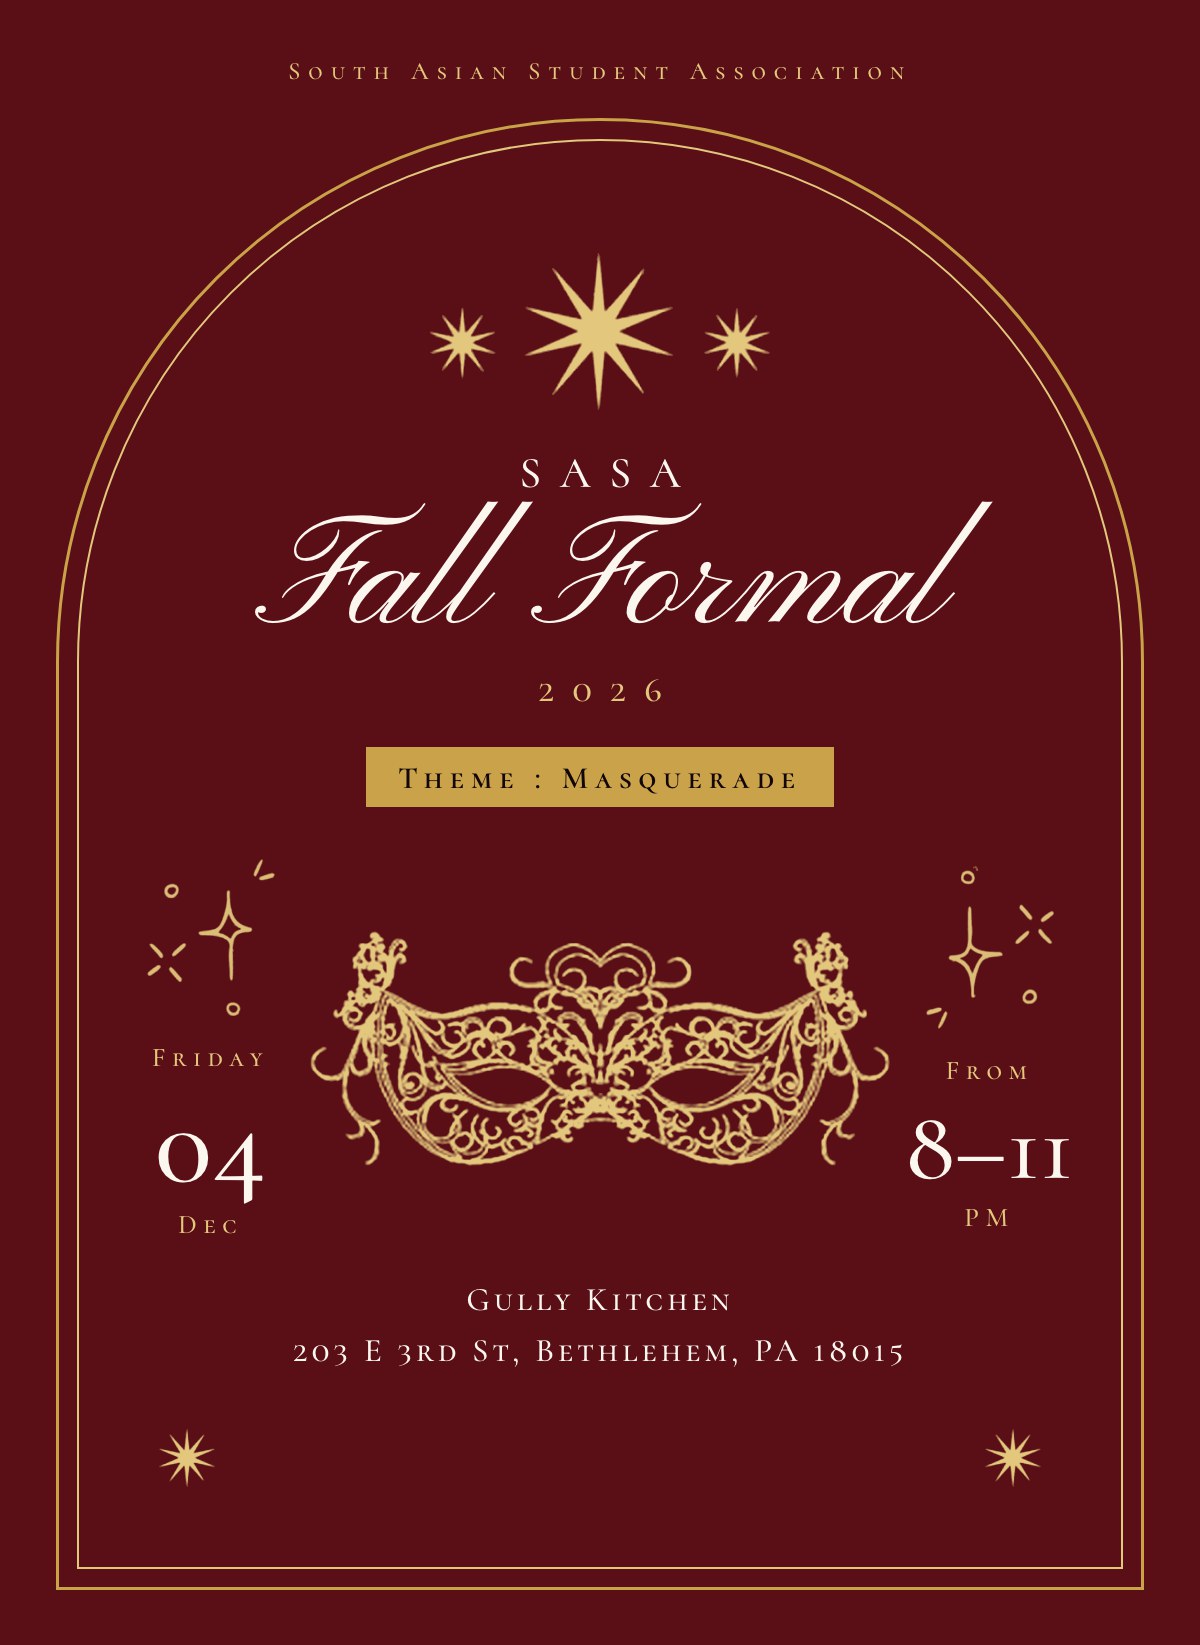 South Asian Student Association
SASA
Fall Formal
2026
Theme : Masquerade
Friday
04
Dec
From
8–11
PM
Gully Kitchen
203 E 3rd St, Bethlehem, PA 18015